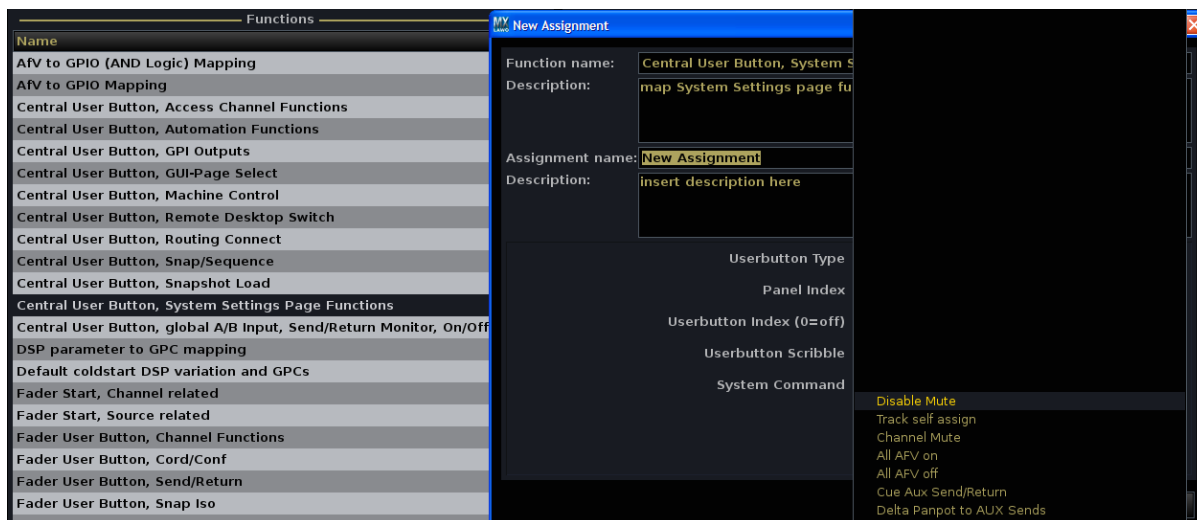 Functions
Name
AfV to GPIO (AND Logic) Mapping
AfV to GPIO Mapping
Central User Button, Access Channel Functions
Central User Button, Automation Functions
Central User Button, GPI Outputs
Central User Button, GUI-Page Select
Central User Button, Machine Control
Central User Button, Remote Desktop Switch
Central User Button, Routing Connect
Central User Button, Snap/Sequence
Central User Button, Snapshot Load
Central User Button, System Settings Page Functions
Central User Button, global A/B Input, Send/Return Monitor, On/Off
DSP parameter to GPC mapping
Default coldstart DSP variation and GPCs
Fader Start, Channel related
Fader Start, Source related
Fader User Button, Channel Functions
Fader User Button, Cord/Conf
Fader User Button, Send/Return
Fader User Button, Snap Iso
MX LAWO New Assignment
Function name: Central User Button, System S
Description: map System Settings page fu
Assignment name: New Assignment
Description: insert description here
Userbutton Type
Panel Index
Userbutton Index (0=off)
Userbutton Scribble
System Command
Disable Mute
Track self assign
Channel Mute
All AFV on
All AFV off
Cue Aux Send/Return
Delta Panpot to AUX Sends